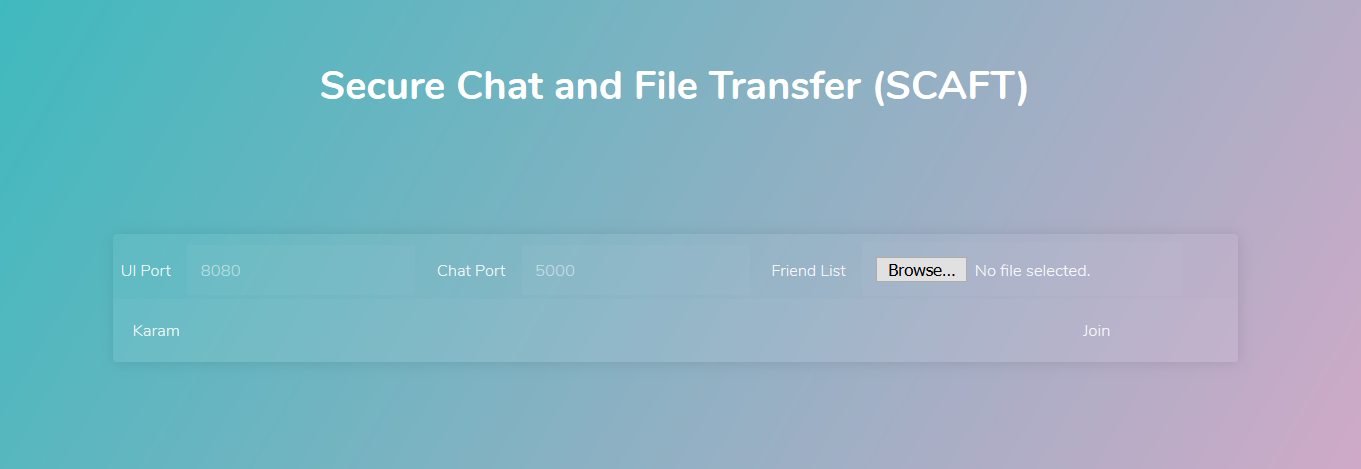 Secure Chat and File Transfer (SCAFT)
UI Port 8080 Chat Port 5000 Friend List Browse... No file selected.
Karam Join